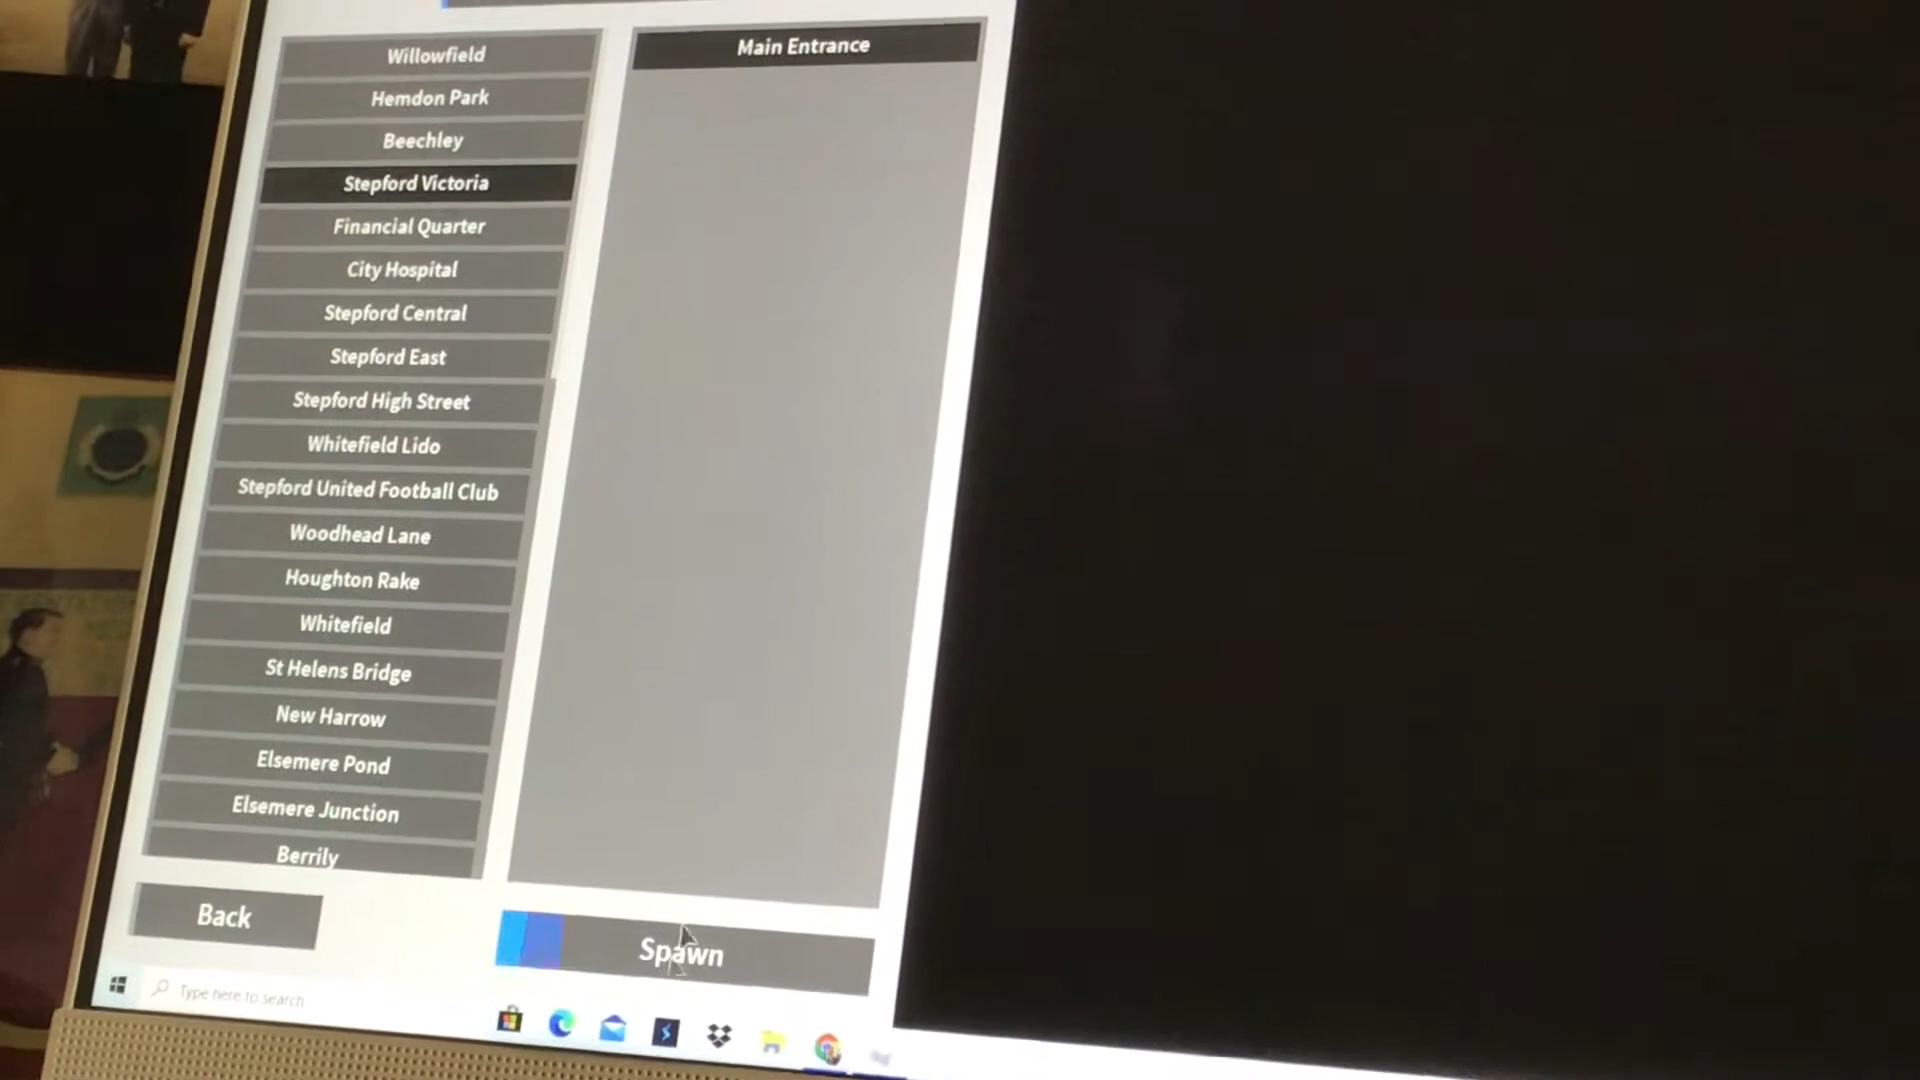 Willowfield
Hemdon Park
Beechley
Stepford Victoria
Financial Quarter
City Hospital
Stepford Central
Stepford East
Stepford High Street
Whitefield Lido
Stepford United Football Club
Woodhead Lane
Houghton Rake
Whitefield
St Helens Bridge
New Harrow
Elsemere Pond
Elsemere Junction
Berrily
Main Entrance
Back
Spawn
Type here to search